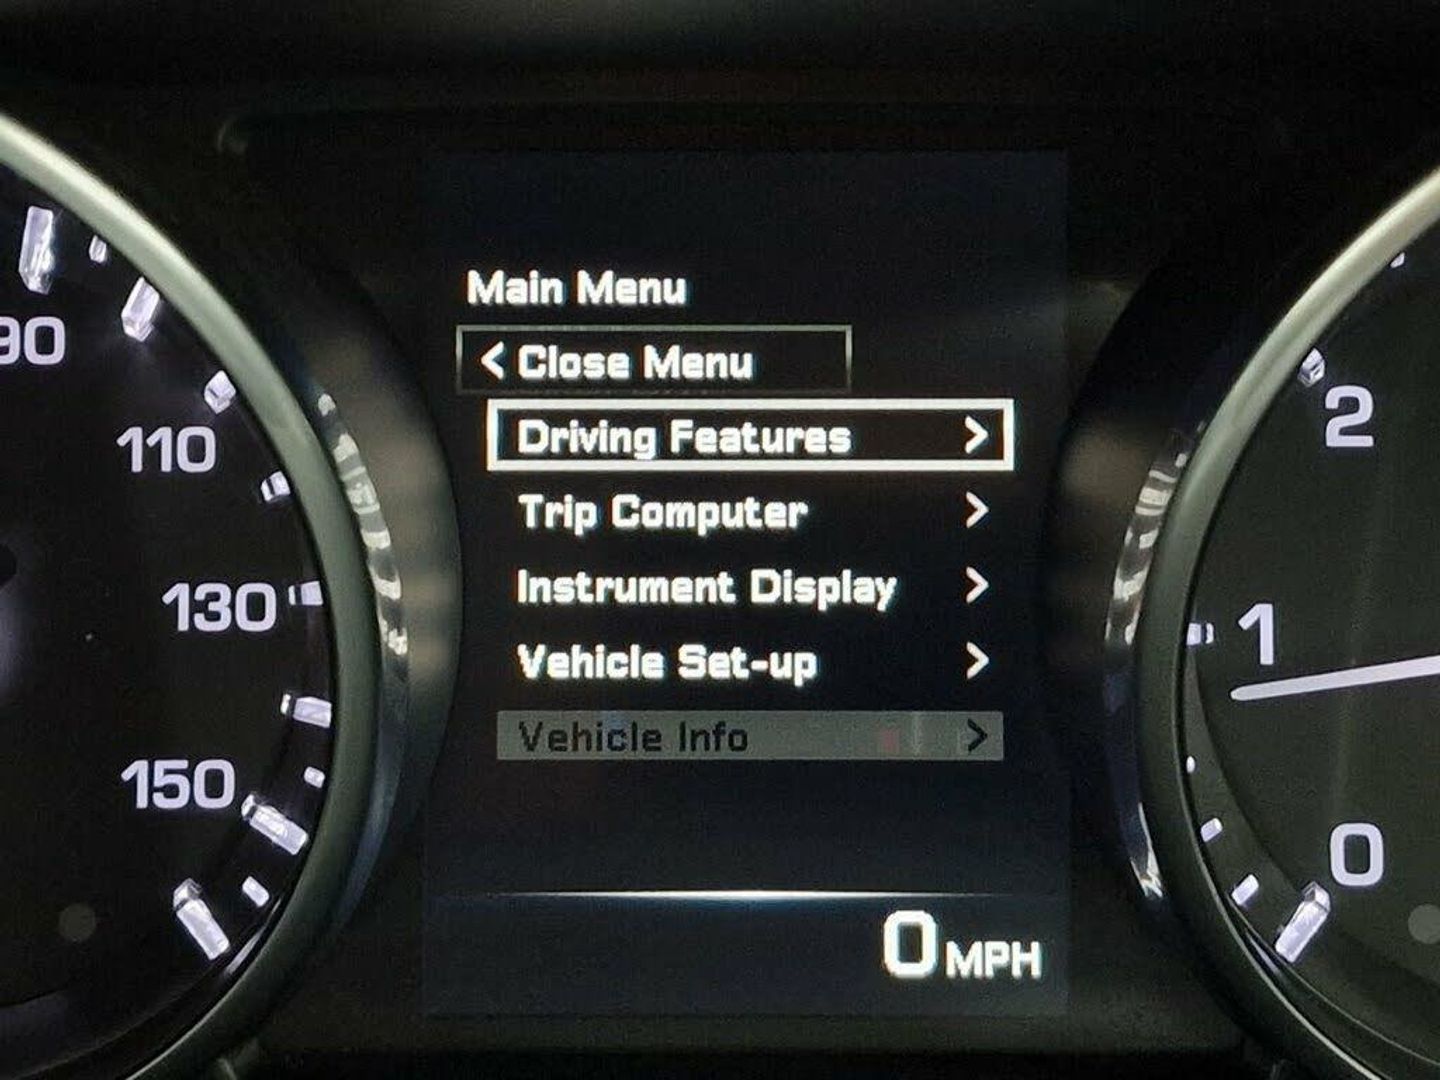 Main Menu
< Close Menu
Driving Features >
Trip Computer >
Instrument Display >
Vehicle Set-up >
Vehicle Info >
0 MPH
90
110
130
150
2
1
0